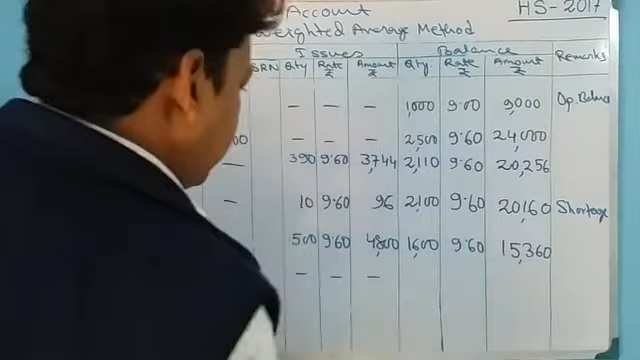 Account HS-2017
Weighted Average Method
Issues Balance Remarks
SRN Qty Rate ₹ Amount ₹ Qty Rate ₹ Amount ₹
— — — 1,000 9.00 9,000 Op. Balance
00 — — — 2,500 9.60 24,000
— 390 9.60 3,744 2,110 9.60 20,256
— 10 9.60 96 2,100 9.60 20,160 Shortage
500 9.60 4,800 1,600 9.60 15,360
— — —